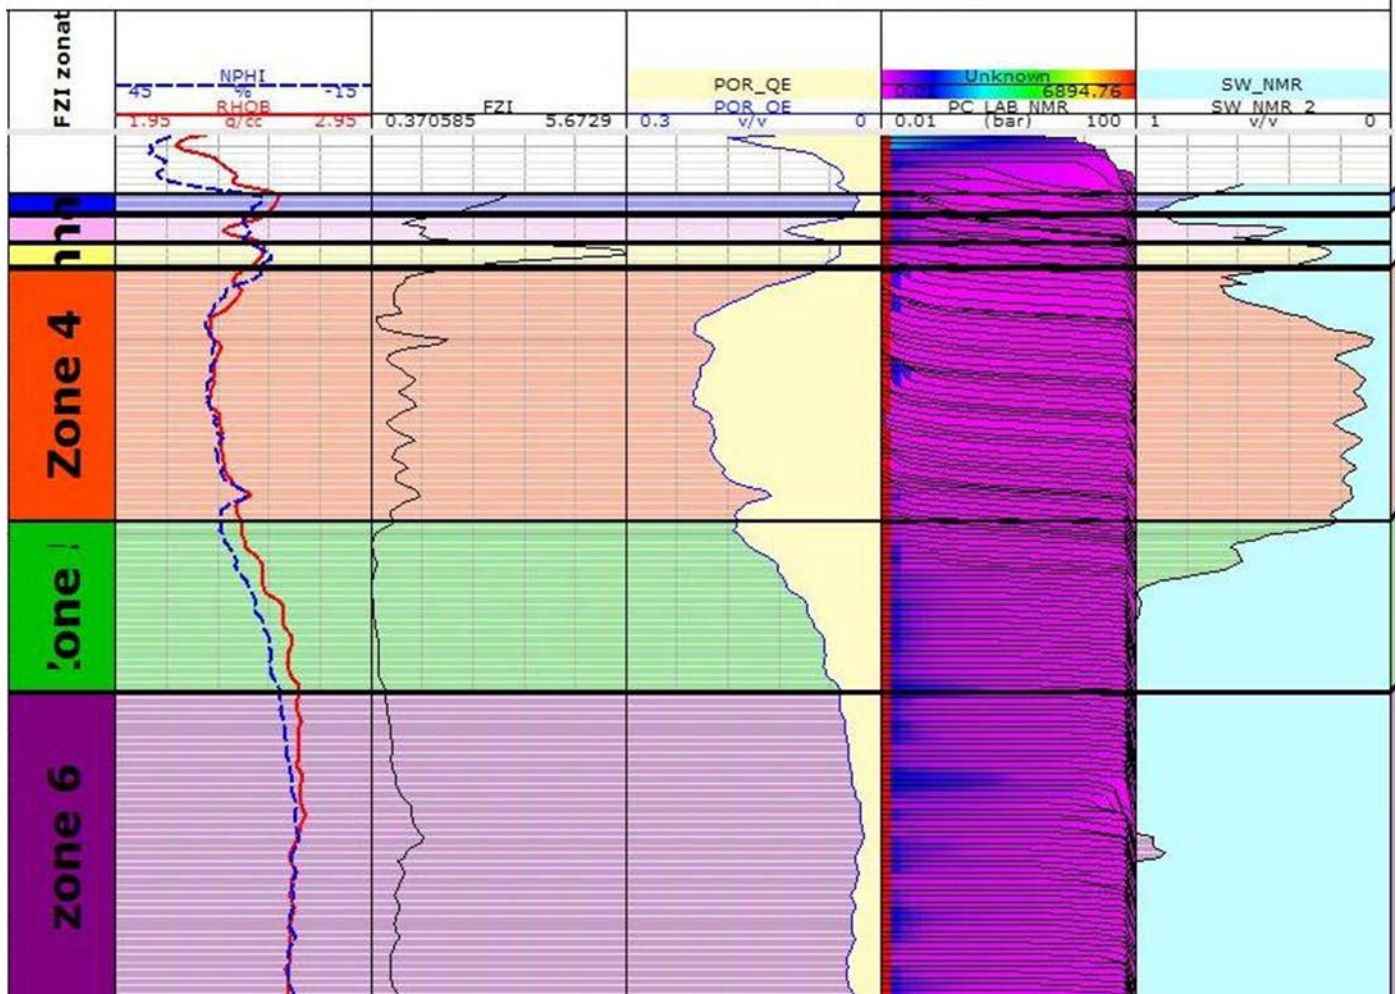 FZI zonat
NPHI
45 % -15
RHOB
1.95 g/cc 2.95
FZI
0.3705855 5.6729
POR_QE
POR_QE
0.3 v/v 0
Unknown
6894.76
PC_LAB_NMR
0.01 (bar) 100
SW_NMR
SW_NMR_2
1 v/v 0
Zone 4
zone 6